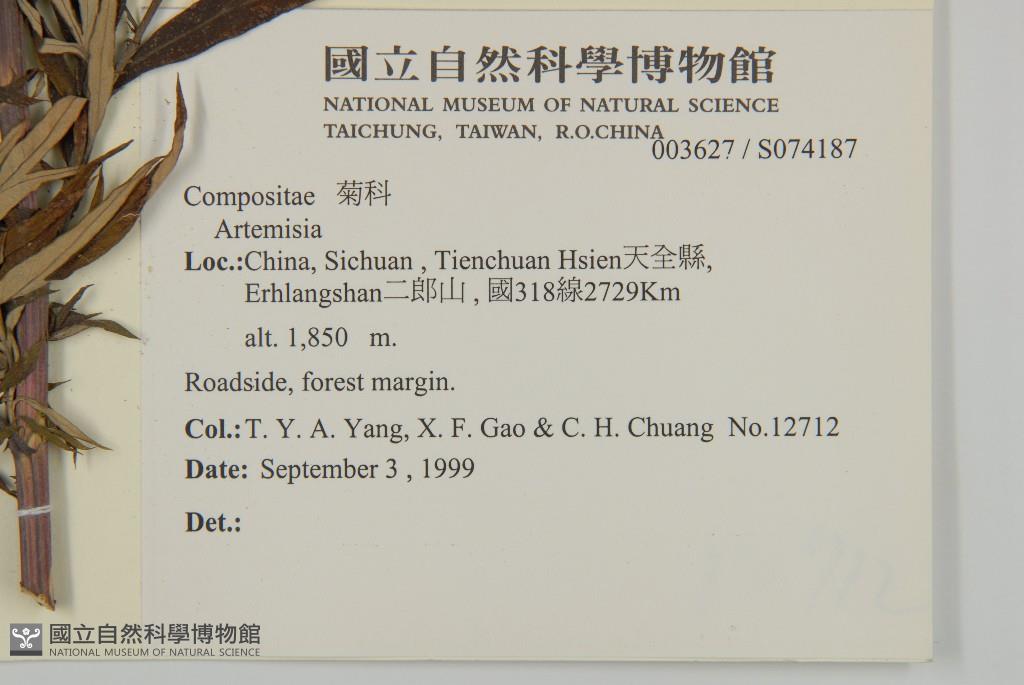 國立自然科學博物館
NATIONAL MUSEUM OF NATURAL SCIENCE
TAICHUNG, TAIWAN, R.O.CHINA
003627 / S074187
Compositae 菊科
Artemisia
Loc.:China, Sichuan , Tienchuan Hsien天全縣,
Erhlangshan二郎山 , 國318線2729Km
alt. 1,850 m.
Roadside, forest margin.
Col.: T. Y. A. Yang, X. F. Gao & C. H. Chuang No.12712
Date: September 3 , 1999
Det.:
國立自然科學博物館
NATIONAL MUSEUM OF NATURAL SCIENCE